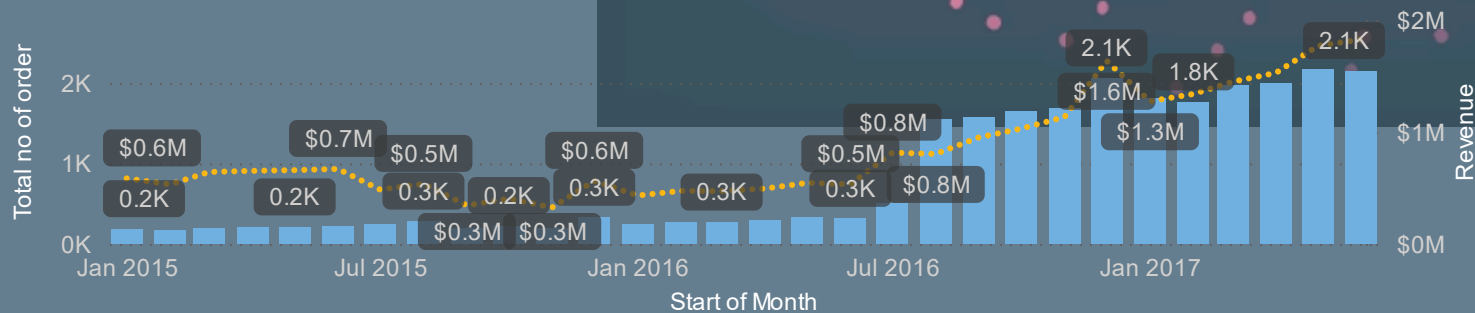 Total no of order
2K
1K
0K
$0.6M
0.2K
0.2K
$0.7M
$0.5M
0.3K
$0.3M
0.2K
$0.3M
$0.6M
0.3K
0.3K
$0.5M
0.3K
$0.8M
$0.8M
2.1K
$1.6M
$1.3M
1.8K
2.1K
$2M
$1M
$0M
Revenue
Jan 2015
Jul 2015
Jan 2016
Jul 2016
Jan 2017
Start of Month